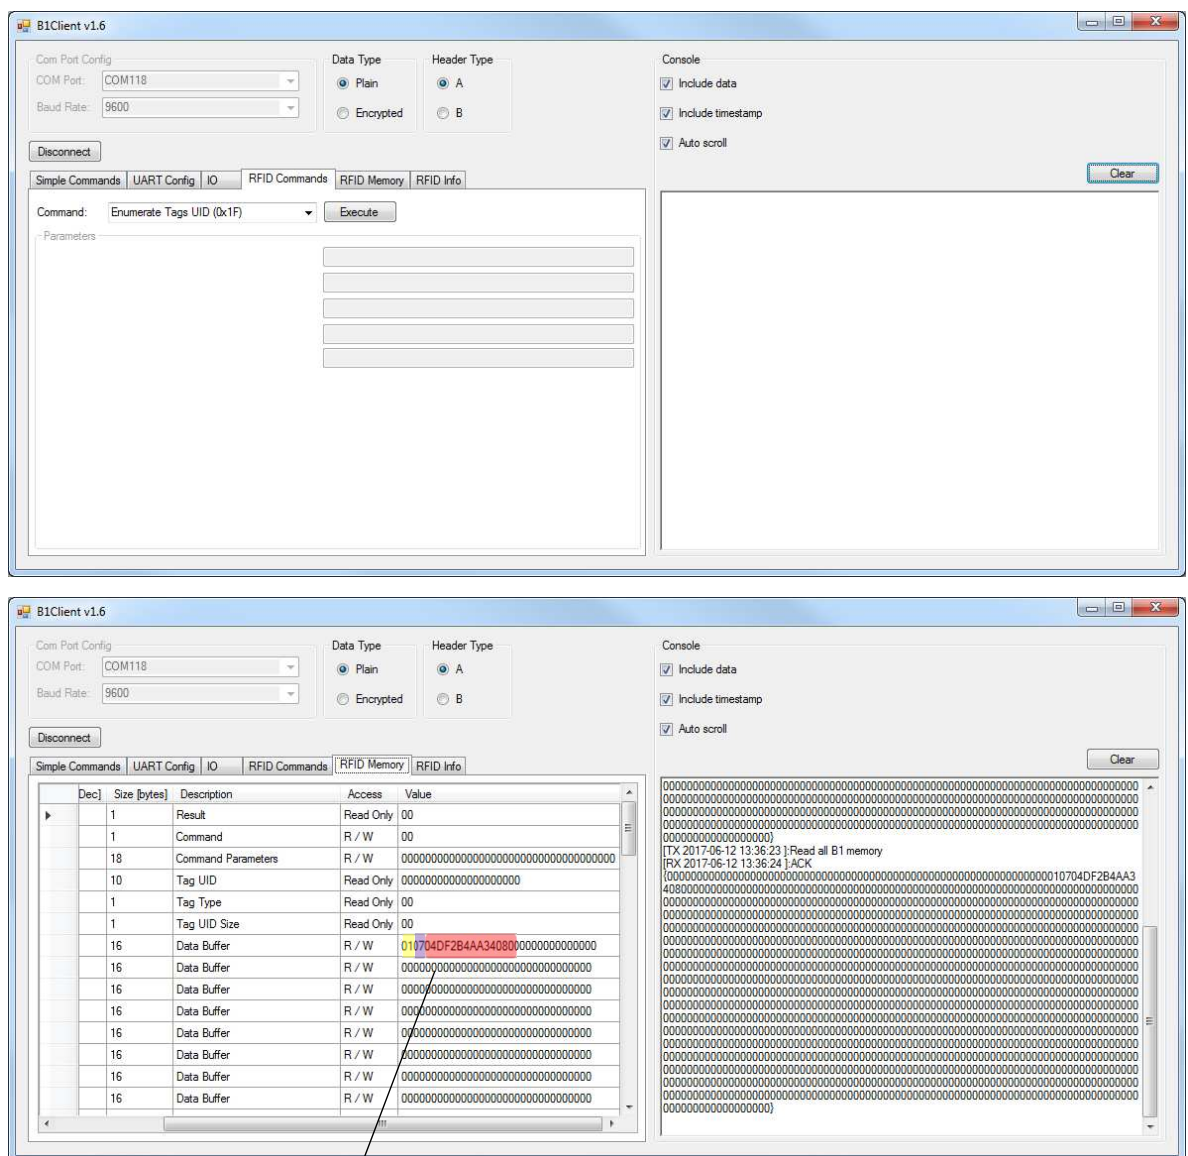 B1Client v1.6
Com Port Config
COM Port: COM118
Baud Rate: 9600
Data Type
Plain
Encrypted
Header Type
A
B
Console
Include data
Include timestamp
Auto scroll
Disconnect
Clear
Simple Commands UART Config IO RFID Commands RFID Memory RFID Info
Command: Enumerate Tags UID (0x1F) Execute
Parameters
B1Client v1.6
Com Port Config
COM Port: COM118
Baud Rate: 9600
Data Type
Plain
Encrypted
Header Type
A
B
Console
Include data
Include timestamp
Auto scroll
Disconnect
Clear
Simple Commands UART Config IO RFID Commands RFID Memory RFID Info
Dec] Size [bytes] Description Access Value
1 Result Read Only 00
1 Command R / W 00
18 Command Parameters R / W 000000000000000000000000000000000000
10 Tag UID Read Only 00000000000000000000
1 Tag Type Read Only 00
1 Tag UID Size Read Only 00
16 Data Buffer R / W 010704DF2B4AA3408000000000000000
16 Data Buffer R / W 00000000000000000000000000000000
16 Data Buffer R / W 00000000000000000000000000000000
16 Data Buffer R / W 00000000000000000000000000000000
16 Data Buffer R / W 00000000000000000000000000000000
16 Data Buffer R / W 00000000000000000000000000000000
16 Data Buffer R / W 00000000000000000000000000000000
16 Data Buffer R / W 00000000000000000000000000000000
[TX 2017-06-12 13:36:23 ]:Read all B1 memory
[RX 2017-06-12 13:36:24 ]:ACK